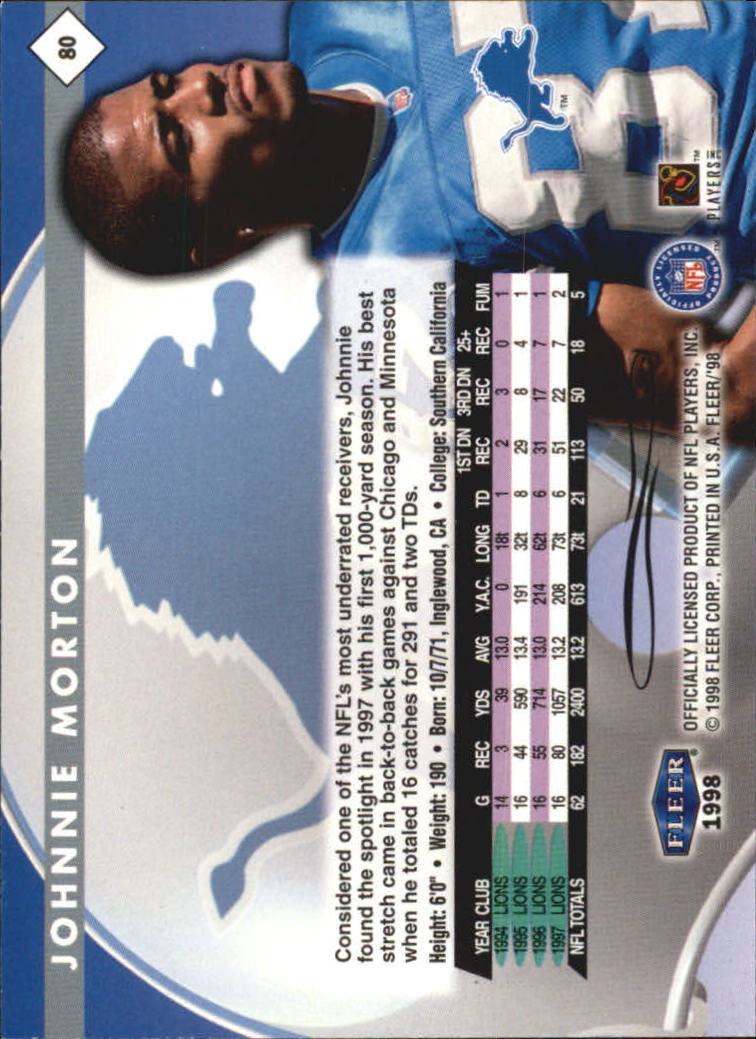 80
JOHNNIE MORTON
Considered one of the NFL's most underrated receivers, Johnnie
found the spotlight in 1997 with his first 1,000-yard season. His best
stretch came in back-to-back games against Chicago and Minnesota
when he totaled 16 catches for 291 and two TDs.
Height: 6'0" • Weight: 190 • Born: 10/7/71, Inglewood, CA • College: Southern California
1ST DN 3RD DN 25+
YEAR CLUB G REC YDS AVG Y.A.C. LONG TD REC REC REC FUM
1994 LIONS 14 3 39 13.0 0 18t 1 2 3 0 1
1995 LIONS 16 44 590 13.4 191 32t 8 29 8 4 1
1996 LIONS 16 55 714 13.0 214 62t 6 31 17 7 1
1997 LIONS 16 80 1057 13.2 208 73t 6 51 22 7 2
NFL TOTALS 62 182 2400 13.2 613 73t 21 113 50 18 5
TM
FLEER ®
1998
OFFICIALLY LICENSED PRODUCT OF NFL PLAYERS, INC.
© 1998 FLEER CORP., PRINTED IN U.S.A. FLEER/'98
NFL
OFFICIALLY LICENSED PRODUCT
TM
PLAYERS INC
TM